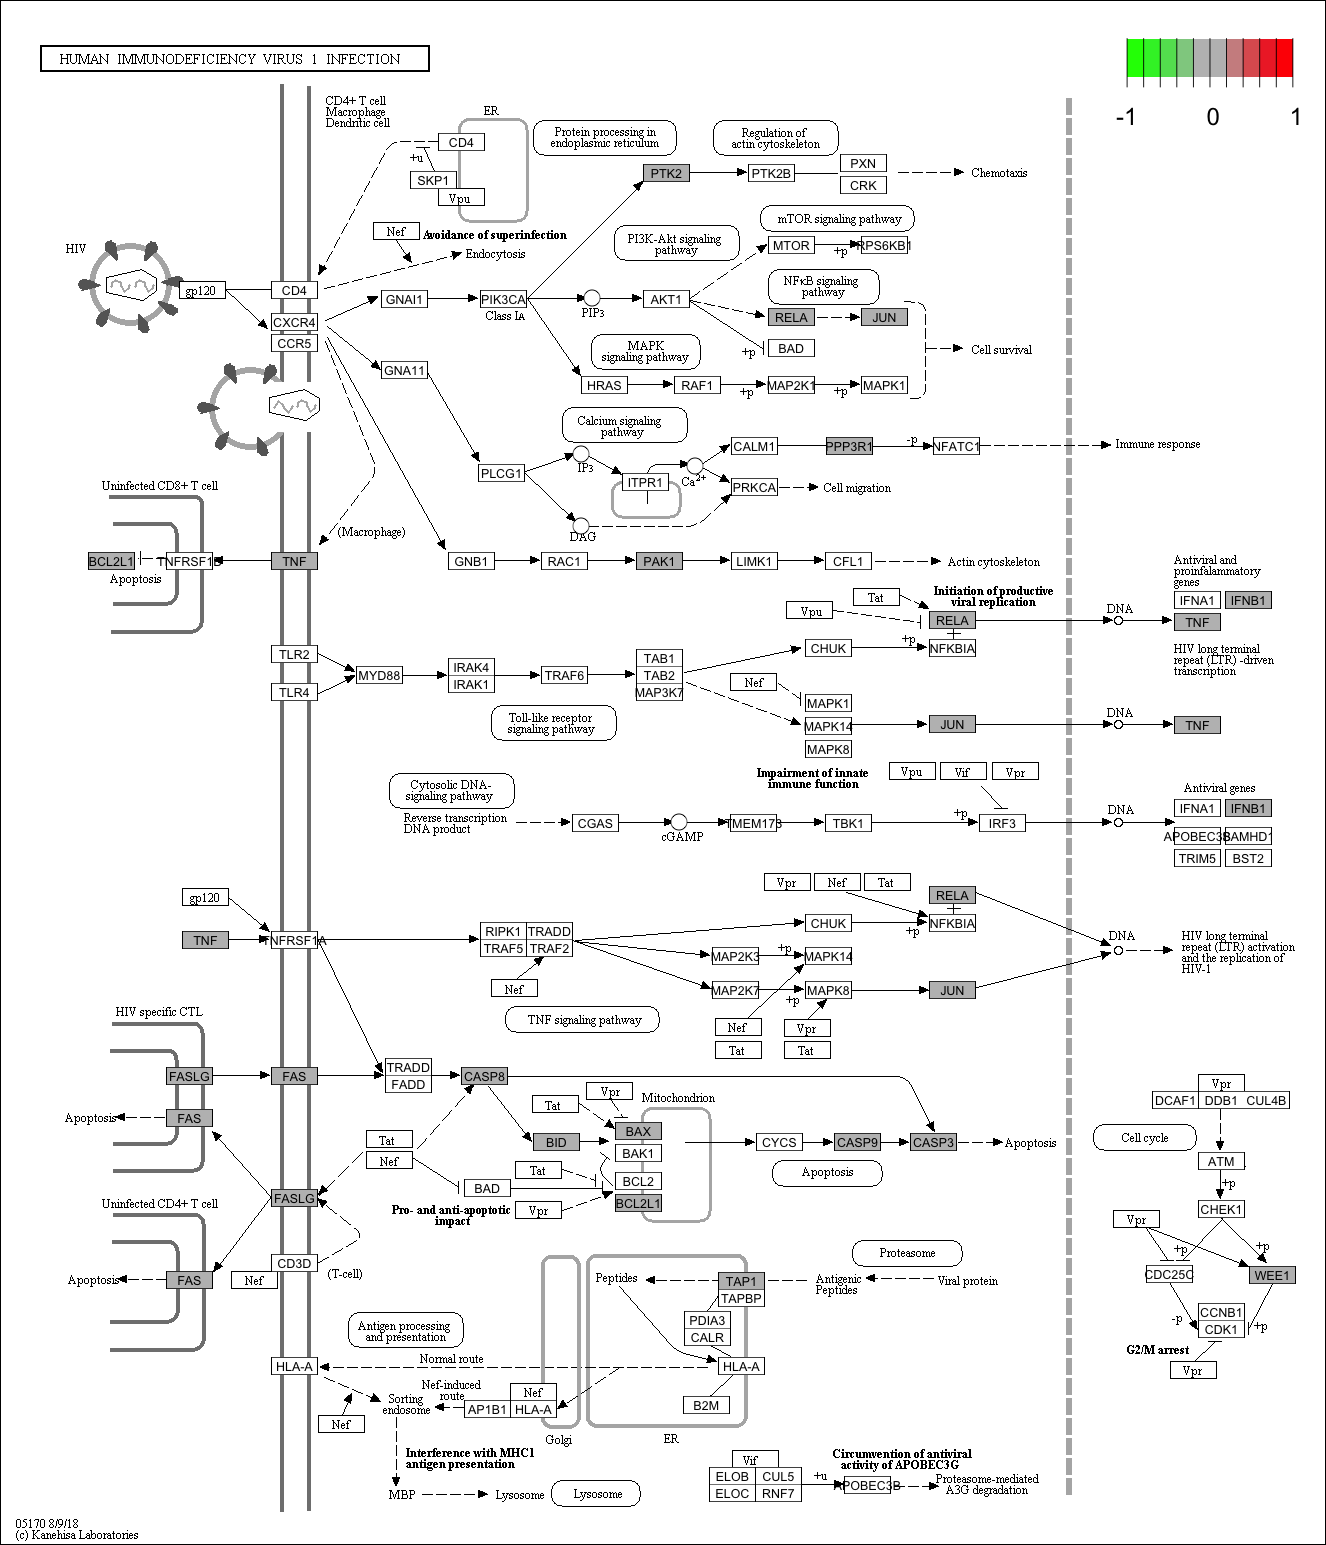 HUMAN IMMUNODEFICIENCY VIRUS 1 INFECTION
-1 0 1
CD4+ T cell
Macrophage
Dendritic cell
ER
CD4
+u
SKP1
Vpu
Protein processing in
endoplasmic reticulum
Regulation of
actin cytoskeleton
PTK2
PTK2B
PXN
CRK
Chemotaxis
Nef
Avoidance of superinfection
Endocytosis
PI3K-Akt signaling
pathway
mTOR signaling pathway
MTOR
+p
RPS6KB1
HIV
gp120
CD4
CXCR4
CCR5
GNAI1
PIK3CA
Class IA
PIP3
AKT1
NFκB signaling
pathway
RELA
JUN
+p
BAD
Cell survival
GNA11
MAPK
signaling pathway
HRAS
RAF1
+p
MAP2K1
+p
MAPK1
Calcium signaling
pathway
PLCG1
IP3
ITPR1
Ca2+
CALM1
PPP3R1
-p
NFATC1
Immune response
PRKCA
Cell migration
DAG
Uninfected CD8+ T cell
(Macrophage)
BCL2L1
Apoptosis
TNF
GNB1
RAC1
PAK1
LIMK1
CFL1
Actin cytoskeleton
Antiviral and
proinfalammatory
genes
IFNA1
IFNB1
TNF
Initiation of productive
viral replication
Tat
Vpu
RELA
DNA
HIV long terminal
repeat (LTR) -driven
transcription
TLR2
TLR4
MYD88
IRAK4
IRAK1
TRAF6
TAB1
TAB2
MAP3K7
CHUK
+p
NFKBIA
Nef
MAPK1
MAPK14
MAPK8
JUN
DNA
TNF
Toll-like receptor
signaling pathway
Impairment of innate
immune function
Vpu
Vif
Vpr
Cytosolic DNA-
signaling pathway
Reverse transcription
DNA product
CGAS
cGAMP
TMEM173
TBK1
+p
IRF3
DNA
Antiviral genes
IFNA1
IFNB1
TRIM5
BST2
gp120
TNF
TNFRSF1A
RIPK1
TRADD
TRAF5
TRAF2
Nef
TNF signaling pathway
Vpr
Nef
Tat
CHUK
+p
RELA
NFKBIA
MAP2K3
+p
MAPK14
MAP2K7
+p
MAPK8
JUN
Nef
Tat
Vpr
Tat
DNA
HIV long terminal
repeat (LTR) activation
and the replication of
HIV-1
HIV specific CTL
FASLG
FAS
TRADD
FADD
CASP8
Apoptosis
FAS
Tat
Nef
Tat
Vpr
Mitochondrion
BID
BAX
BAK1
BCL2
BCL2L1
Tat
BAD
Vpr
Pro- and anti-apoptotic
impact
CYCS
CASP9
CASP3
Apoptosis
Apoptosis
FASLG
Uninfected CD4+ T cell
Apoptosis
FAS
Nef
CD3D
(T-cell)
Vpr
DCAF1
DDB1
CUL4B
Cell cycle
ATM
+p
CHEK1
Vpr
+p
+p
CDC25C
WEE1
-p
CCNB1
CDK1
+p
G2/M arrest
Vpr
Proteasome
Peptides
TAP1
TAPBP
Antigenic
Peptides
Viral protein
PDIA3
CALR
HLA-A
B2M
Antigen processing
and presentation
HLA-A
Normal route
Nef-induced
route
Nef
AP1B1
HLA-A
Sorting
endosome
Nef
Golgi
ER
Interference with MHC1
antigen presentation
MBP
Lysosome
Lysosome
Vif
ELOB
CUL5
ELOC
RNF7
+u
APOBEC3B
Circumvention of antiviral
activity of APOBEC3G
Proteasome-mediated
A3G degradation
05170 8/9/18
(c) Kanehisa Laboratories